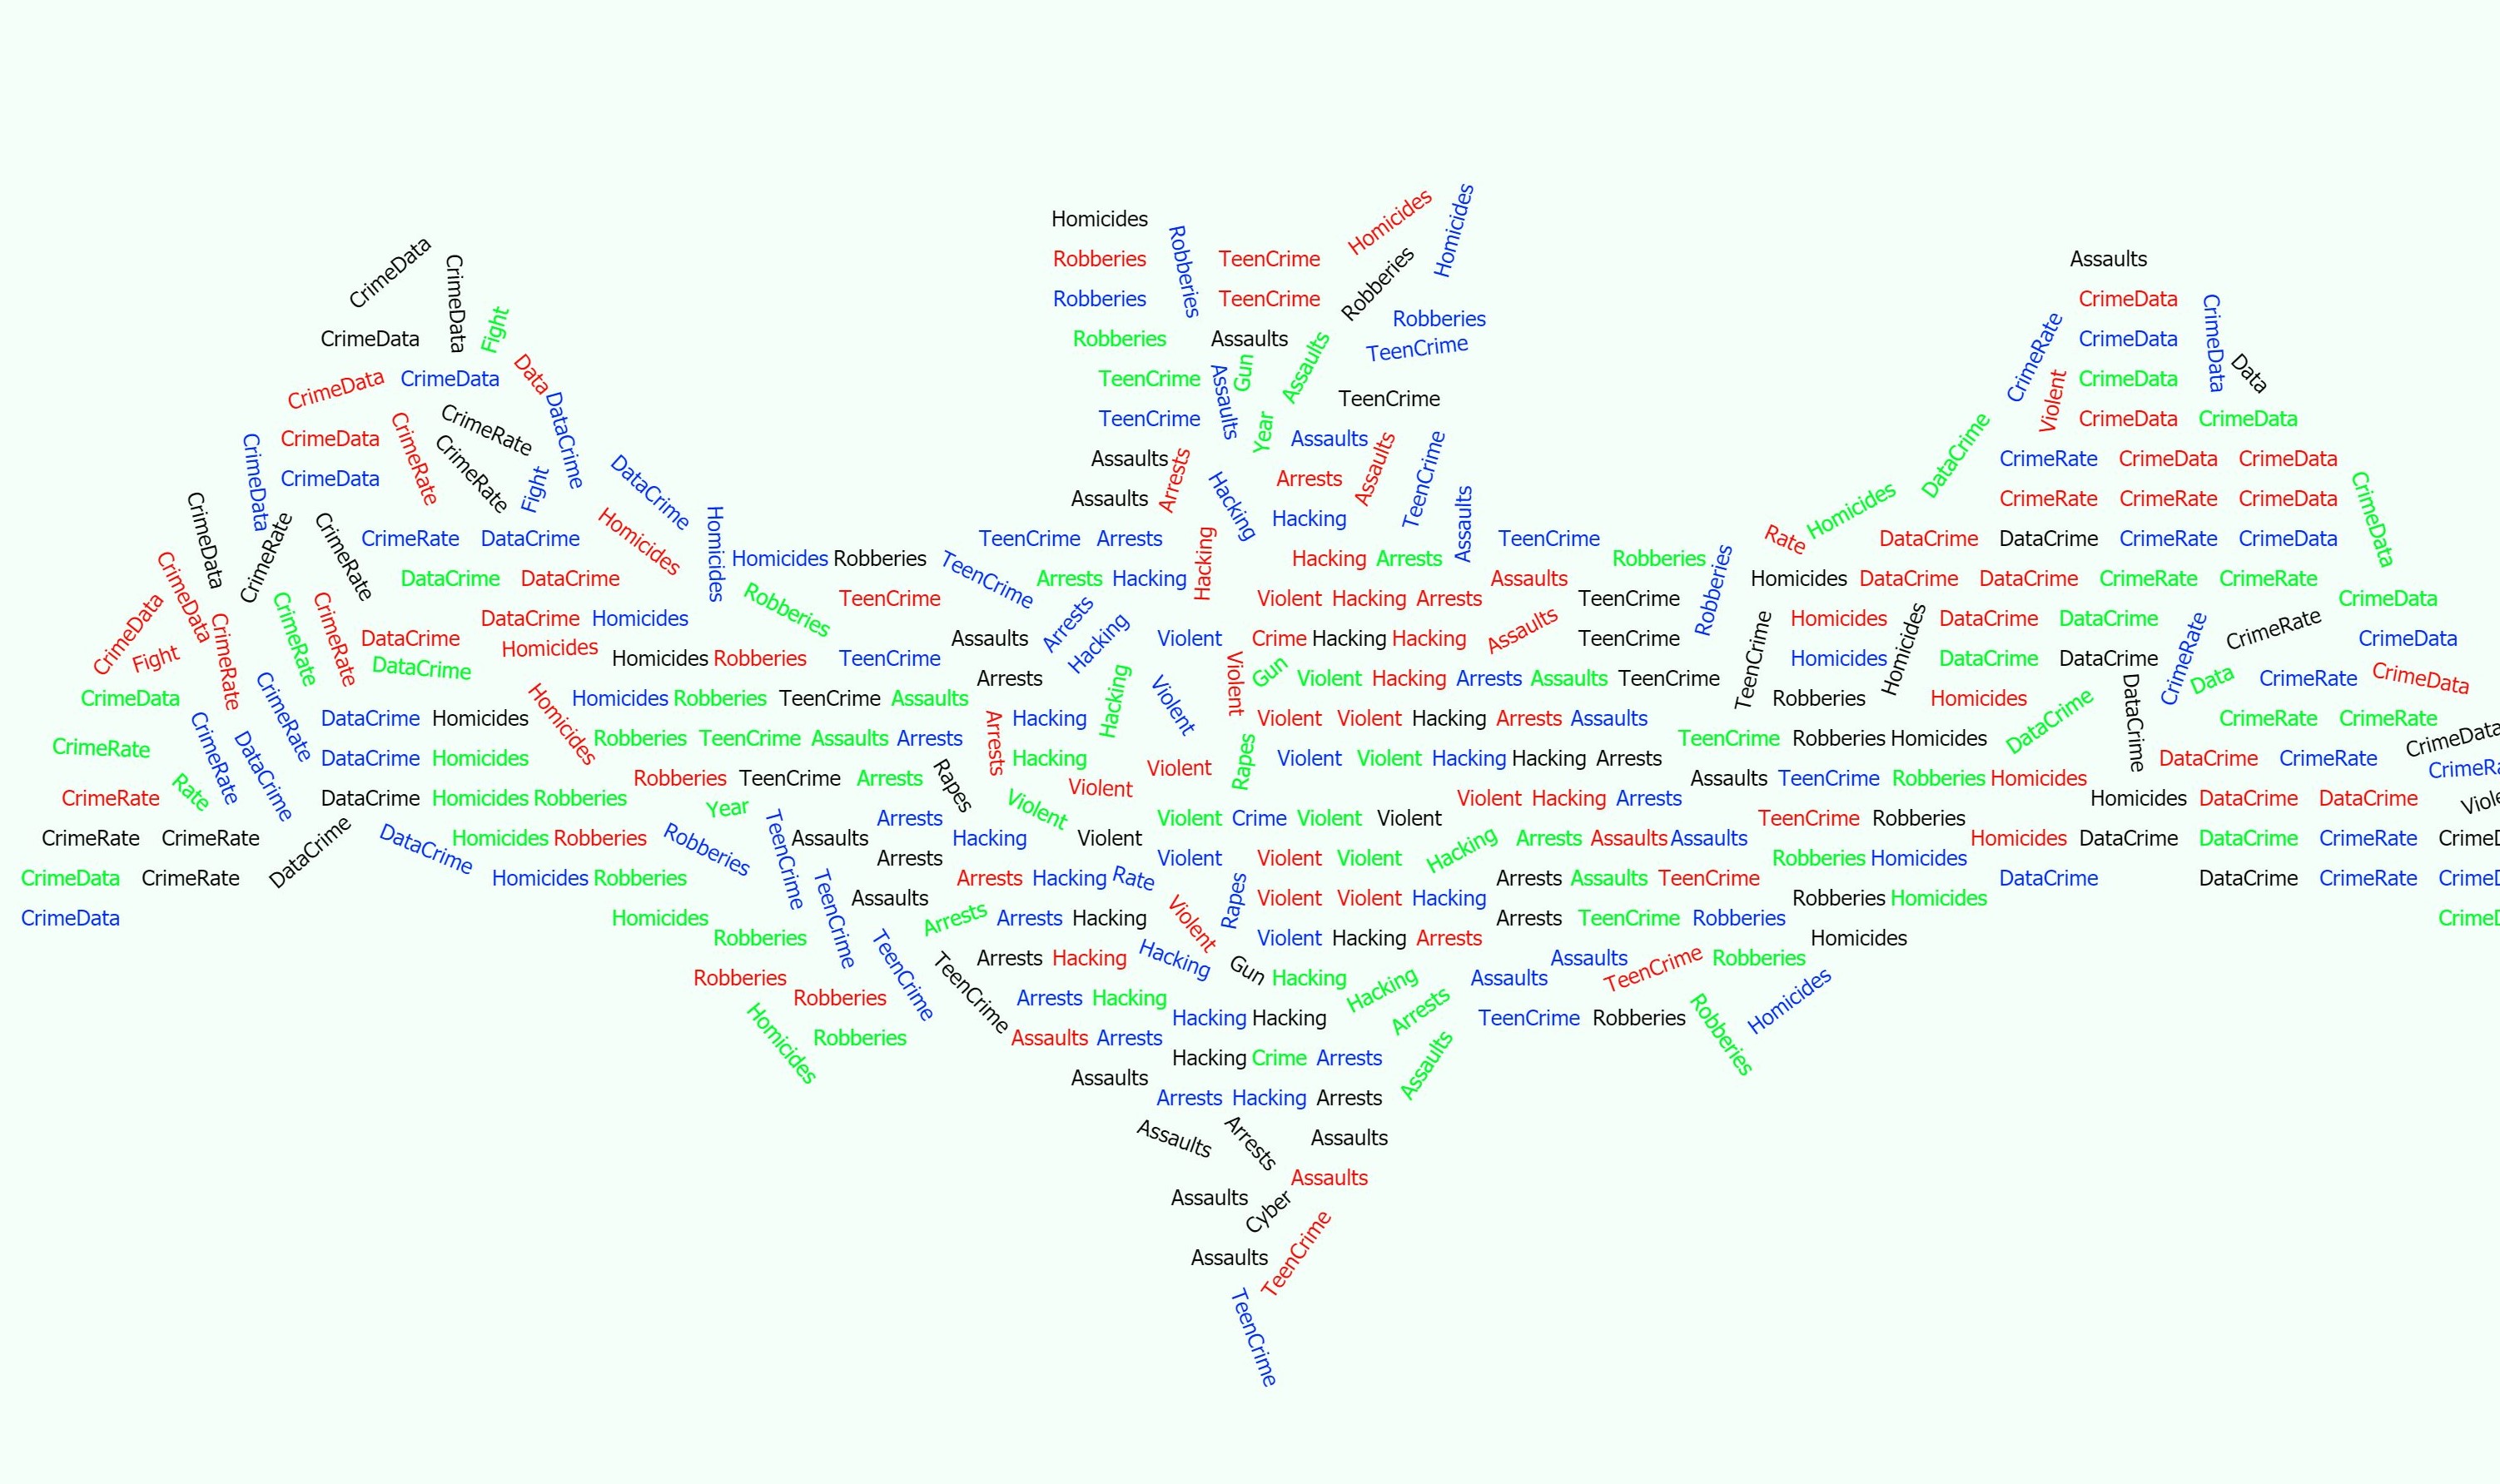 Homicides Homicides Homicides
Robberies Robberies TeenCrime Robberies Assaults
CrimeData CrimeData Robberies TeenCrime CrimeData CrimeData
Fight Robberies CrimeRate
CrimeData Robberies Assaults Assaults TeenCrime CrimeData Data
CrimeData CrimeData Data TeenCrime Assaults Gun TeenCrime Violent CrimeData
DataCrime CrimeRate TeenCrime Year CrimeData CrimeData
CrimeData CrimeData CrimeRate CrimeRate Assaults Assaults TeenCrime DataCrime
CrimeData Fight DataCrime Assaults Arrests Arrests CrimeRate CrimeData CrimeData
CrimeData Assaults Hacking Assaults Homicides CrimeRate CrimeRate CrimeData CrimeData
CrimeRate CrimeRate Homicides Hacking
CrimeRate DataCrime Homicides TeenCrime Arrests TeenCrime Rate DataCrime DataCrime CrimeRate CrimeData
Homicides Robberies TeenCrime Hacking Hacking Arrests Robberies Robberies
DataCrime DataCrime Arrests Hacking Assaults Homicides DataCrime DataCrime CrimeRate CrimeRate
CrimeData CrimeData Robberies TeenCrime Violent Hacking Arrests TeenCrime CrimeData
CrimeRate CrimeRate DataCrime Homicides Arrests Assaults Homicides DataCrime DataCrime CrimeRate
CrimeRate DataCrime Homicides Assaults Hacking Violent Crime Hacking Hacking TeenCrime CrimeData
Fight DataCrime Homicides Robberies TeenCrime TeenCrime Homicides Homicides DataCrime DataCrime CrimeRate
Arrests Violent Gun Violent Hacking Arrests Assaults TeenCrime Data CrimeRate CrimeData
CrimeData CrimeRate Homicides Robberies TeenCrime Assaults Hacking Violent Robberies Homicides
DataCrime Homicides Homicides Arrests Hacking Violent Violent Hacking Arrests Assaults DataCrime DataCrime CrimeRate CrimeRate
CrimeRate Robberies TeenCrime Assaults Arrests TeenCrime Robberies Homicides CrimeData
CrimeRate DataCrime DataCrime Homicides Hacking Rapes Violent Violent Hacking Hacking Arrests DataCrime CrimeRate
Robberies TeenCrime Arrests Rapes Violent Violent Assaults TeenCrime Robberies Homicides
CrimeRate Rate DataCrime Homicides Robberies Year Violent Violent Hacking Arrests Homicides DataCrime DataCrime
TeenCrime Arrests Violent Crime Violent Violent TeenCrime Robberies
CrimeRate CrimeRate DataCrime DataCrime Homicides Robberies Robberies Assaults Hacking Violent Hacking Arrests Assaults Assaults Homicides DataCrime DataCrime CrimeRate
Arrests Violent Violent Violent Robberies Homicides
CrimeData CrimeRate Homicides Robberies Arrests Hacking Rate Arrests Assaults TeenCrime DataCrime DataCrime CrimeRate
TeenCrime Assaults Rapes Violent Violent Hacking Robberies Homicides
CrimeData Homicides Arrests Arrests Hacking Violent Arrests TeenCrime Robberies
Robberies Violent Hacking Arrests Homicides
TeenCrime Arrests Hacking Hacking Assaults TeenCrime Robberies
Robberies TeenCrime Gun Hacking Assaults
Robberies Arrests Hacking Hacking Homicides
Hacking Hacking Arrests TeenCrime Robberies Robberies
Homicides Robberies Assaults Arrests
Hacking Crime Arrests Assaults
Assaults
Arrests Hacking Arrests
Assaults Arrests Assaults
Assaults
Assaults Cyber
Assaults TeenCrime
TeenCrime